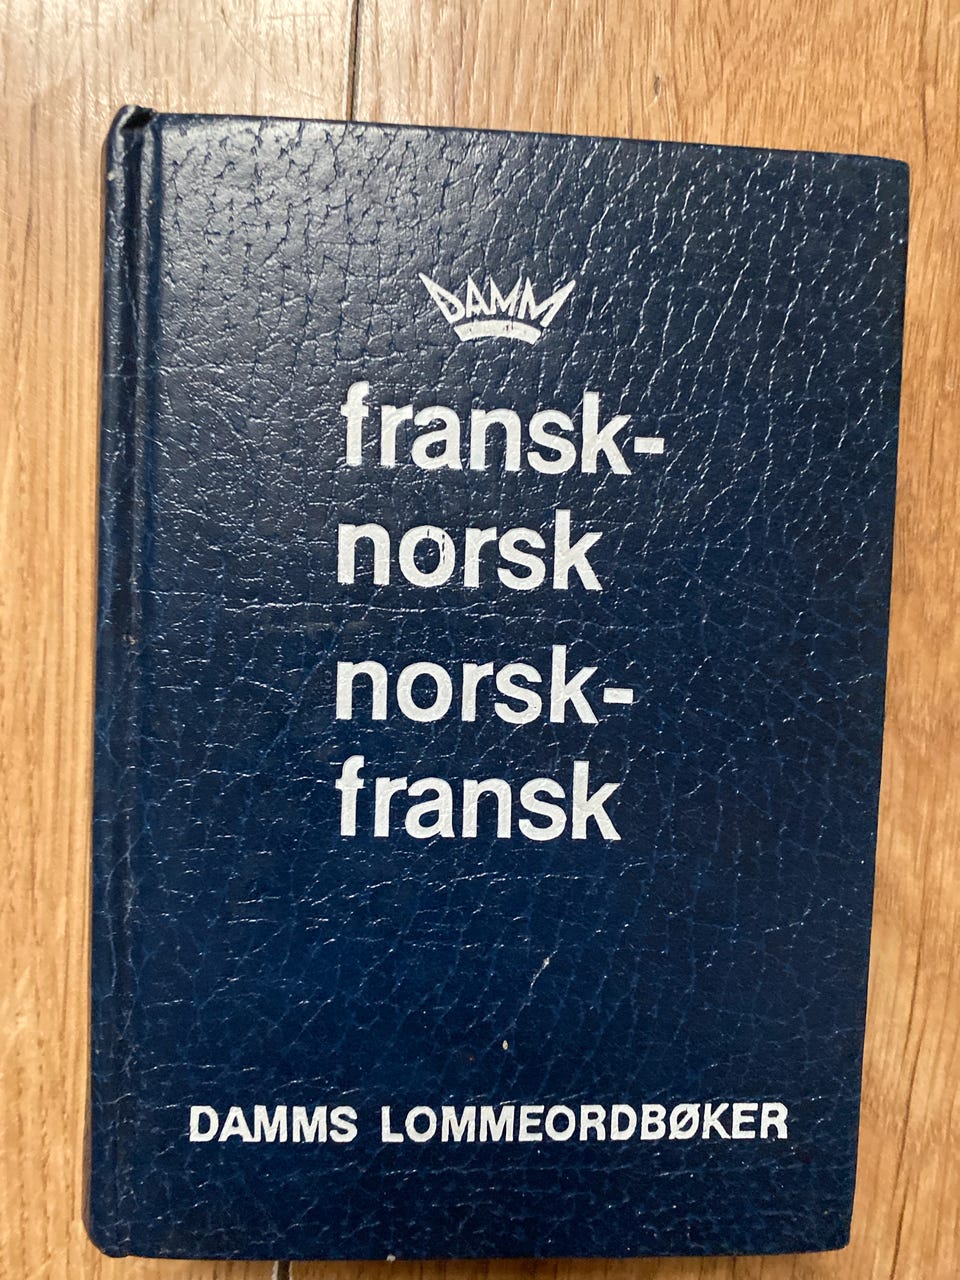 DAMM
fransk-
norsk
norsk-
fransk
DAMMS LOMMEORDBØKER